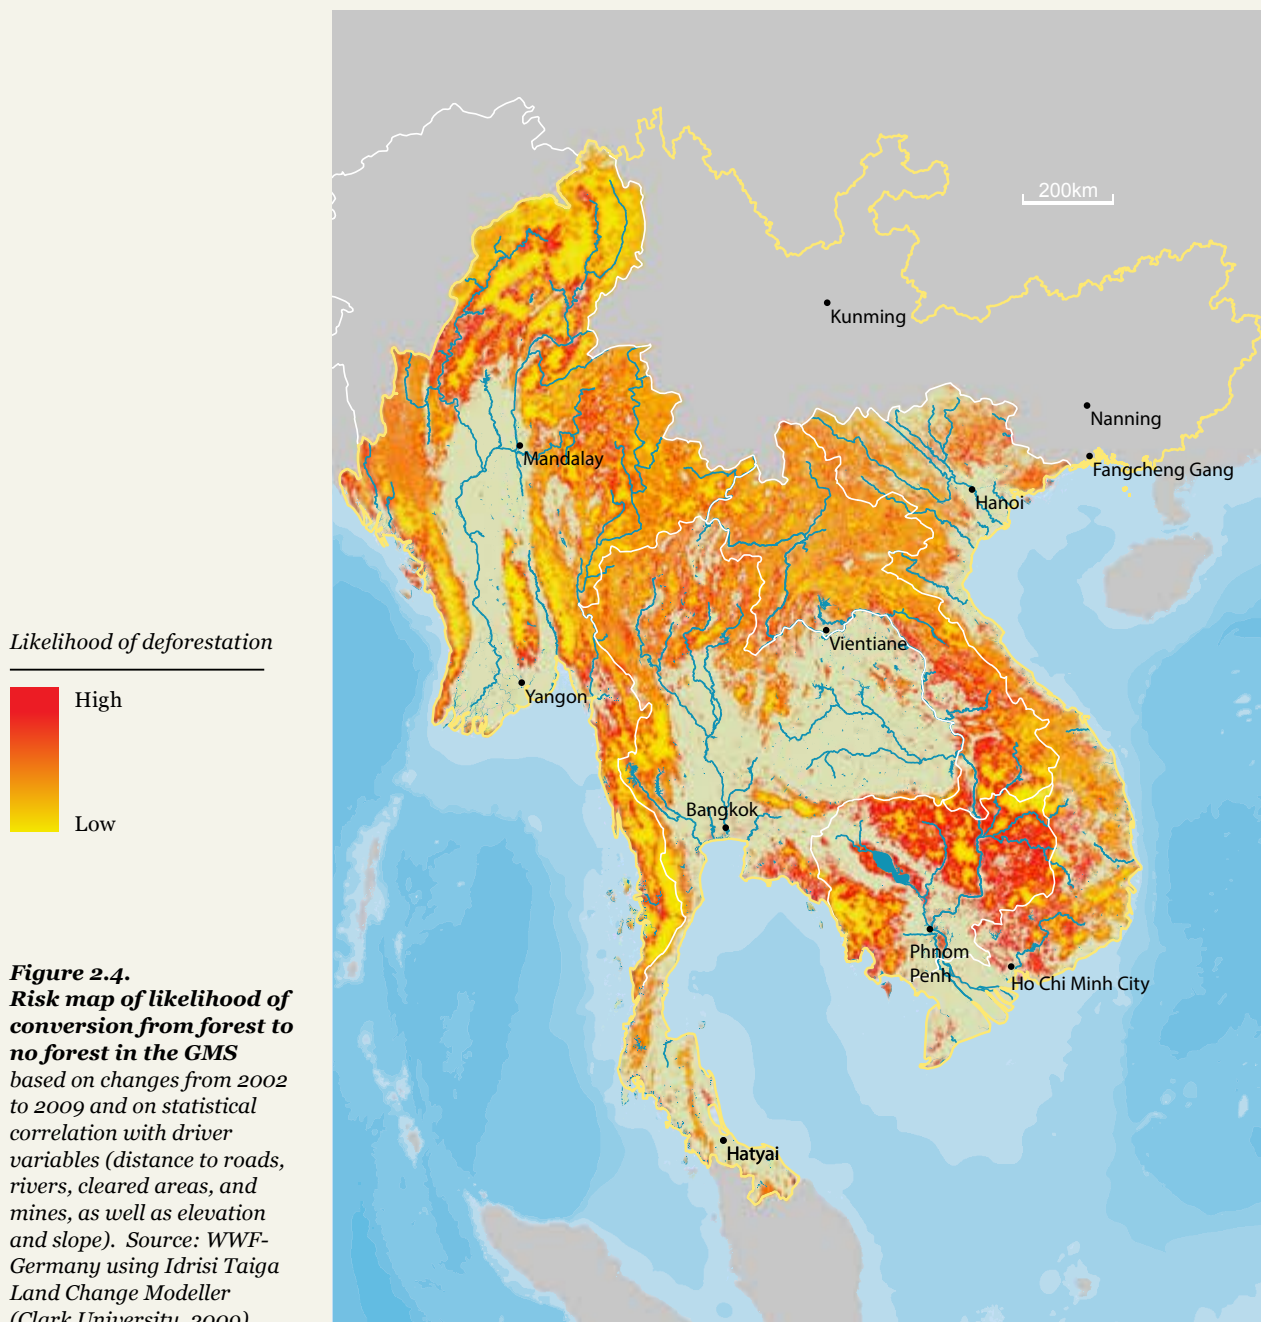 200km
Kunming
Nanning
Fangcheng Gang
Mandalay
Hanoi
Vientiane
Yangon
Bangkok
Phnom
Penh
Ho Chi Minh City
Hatyai
Likelihood of deforestation
High
Low
Figure 2.4.
Risk map of likelihood of
conversion from forest to
no forest in the GMS
based on changes from 2002
to 2009 and on statistical
correlation with driver
variables (distance to roads,
rivers, cleared areas, and
mines, as well as elevation
and slope). Source: WWF-
Germany using Idrisi Taiga
Land Change Modeller
(Clark University, 2009)